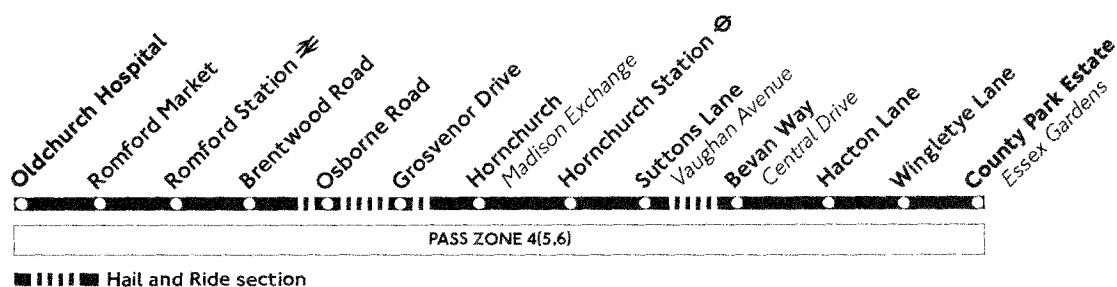 Oldchurch Hospital
Romford Market
Romford Station
Brentwood Road
Osborne Road
Grosvenor Drive
Hornchurch
Madison Exchange
Hornchurch Station
Suttons Lane
Vaughan Avenue
Bevan Way
Central Drive
Hacton Lane
Wingletye Lane
County Park Estate
Essex Gardens
PASS ZONE 4(5,6)
Hail and Ride section